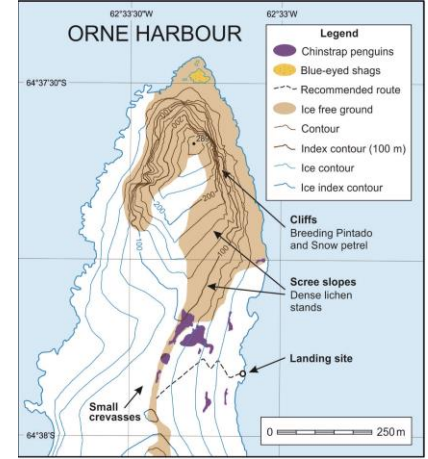 62°33'30"W
62°33'W
ORNE HARBOUR
64°37'30"S
Legend
Chinstrap penguins
Blue-eyed shags
Recommended route
Ice free ground
Contour
Index contour (100 m)
Ice contour
Ice index contour
200
200
100
100
Cliffs
Breeding Pintado
and Snow petrel
Scree slopes
Dense lichen
stands
Landing site
Small
crevasses
0 250 m
64°38'S